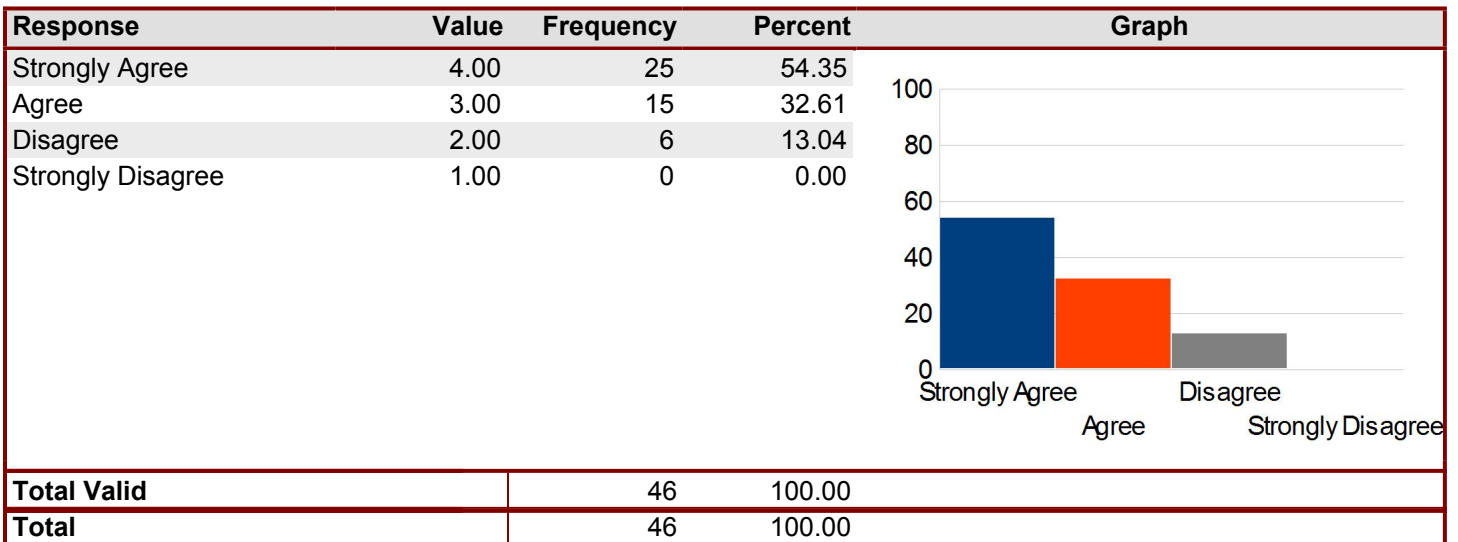 Response Value Frequency Percent Graph
Strongly Agree 4.00 25 54.35
Agree 3.00 15 32.61
Disagree 2.00 6 13.04
Strongly Disagree 1.00 0 0.00
100
80
60
40
20
0
Strongly Agree Disagree
Agree Strongly Disagree
Total Valid 46 100.00
Total 46 100.00